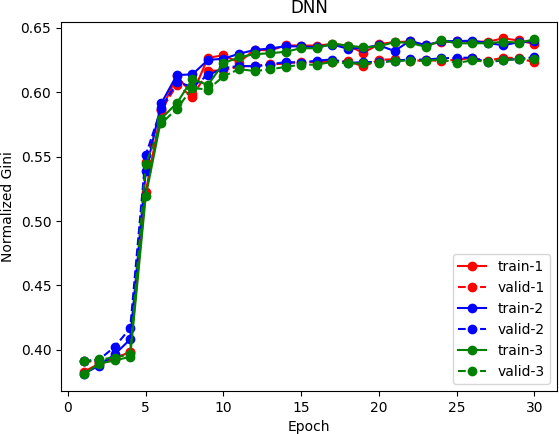 DNN
Normalized Gini
0.65
0.60
0.55
0.50
0.45
0.40
0
5
10
15
20
25
30
Epoch
train-1
valid-1
train-2
valid-2
train-3
valid-3